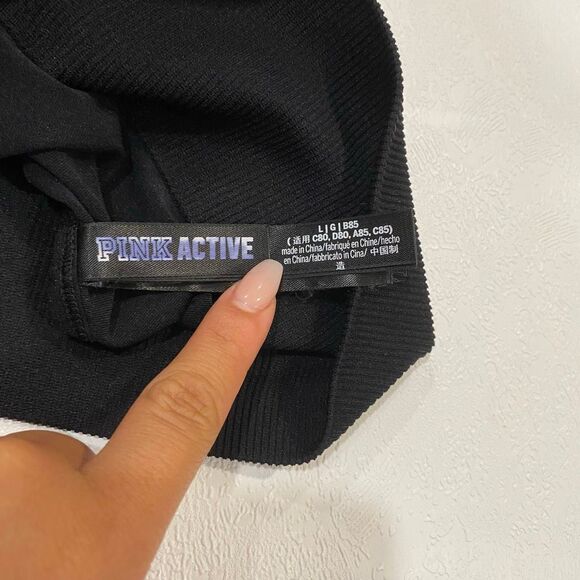 PINK ACTIVE
L | G | B85
( 适用 C80, D80, A85, C85)
made in China/fabriqué en Chine/hecho
en China/fabbricato in Cina/ 中国制
造